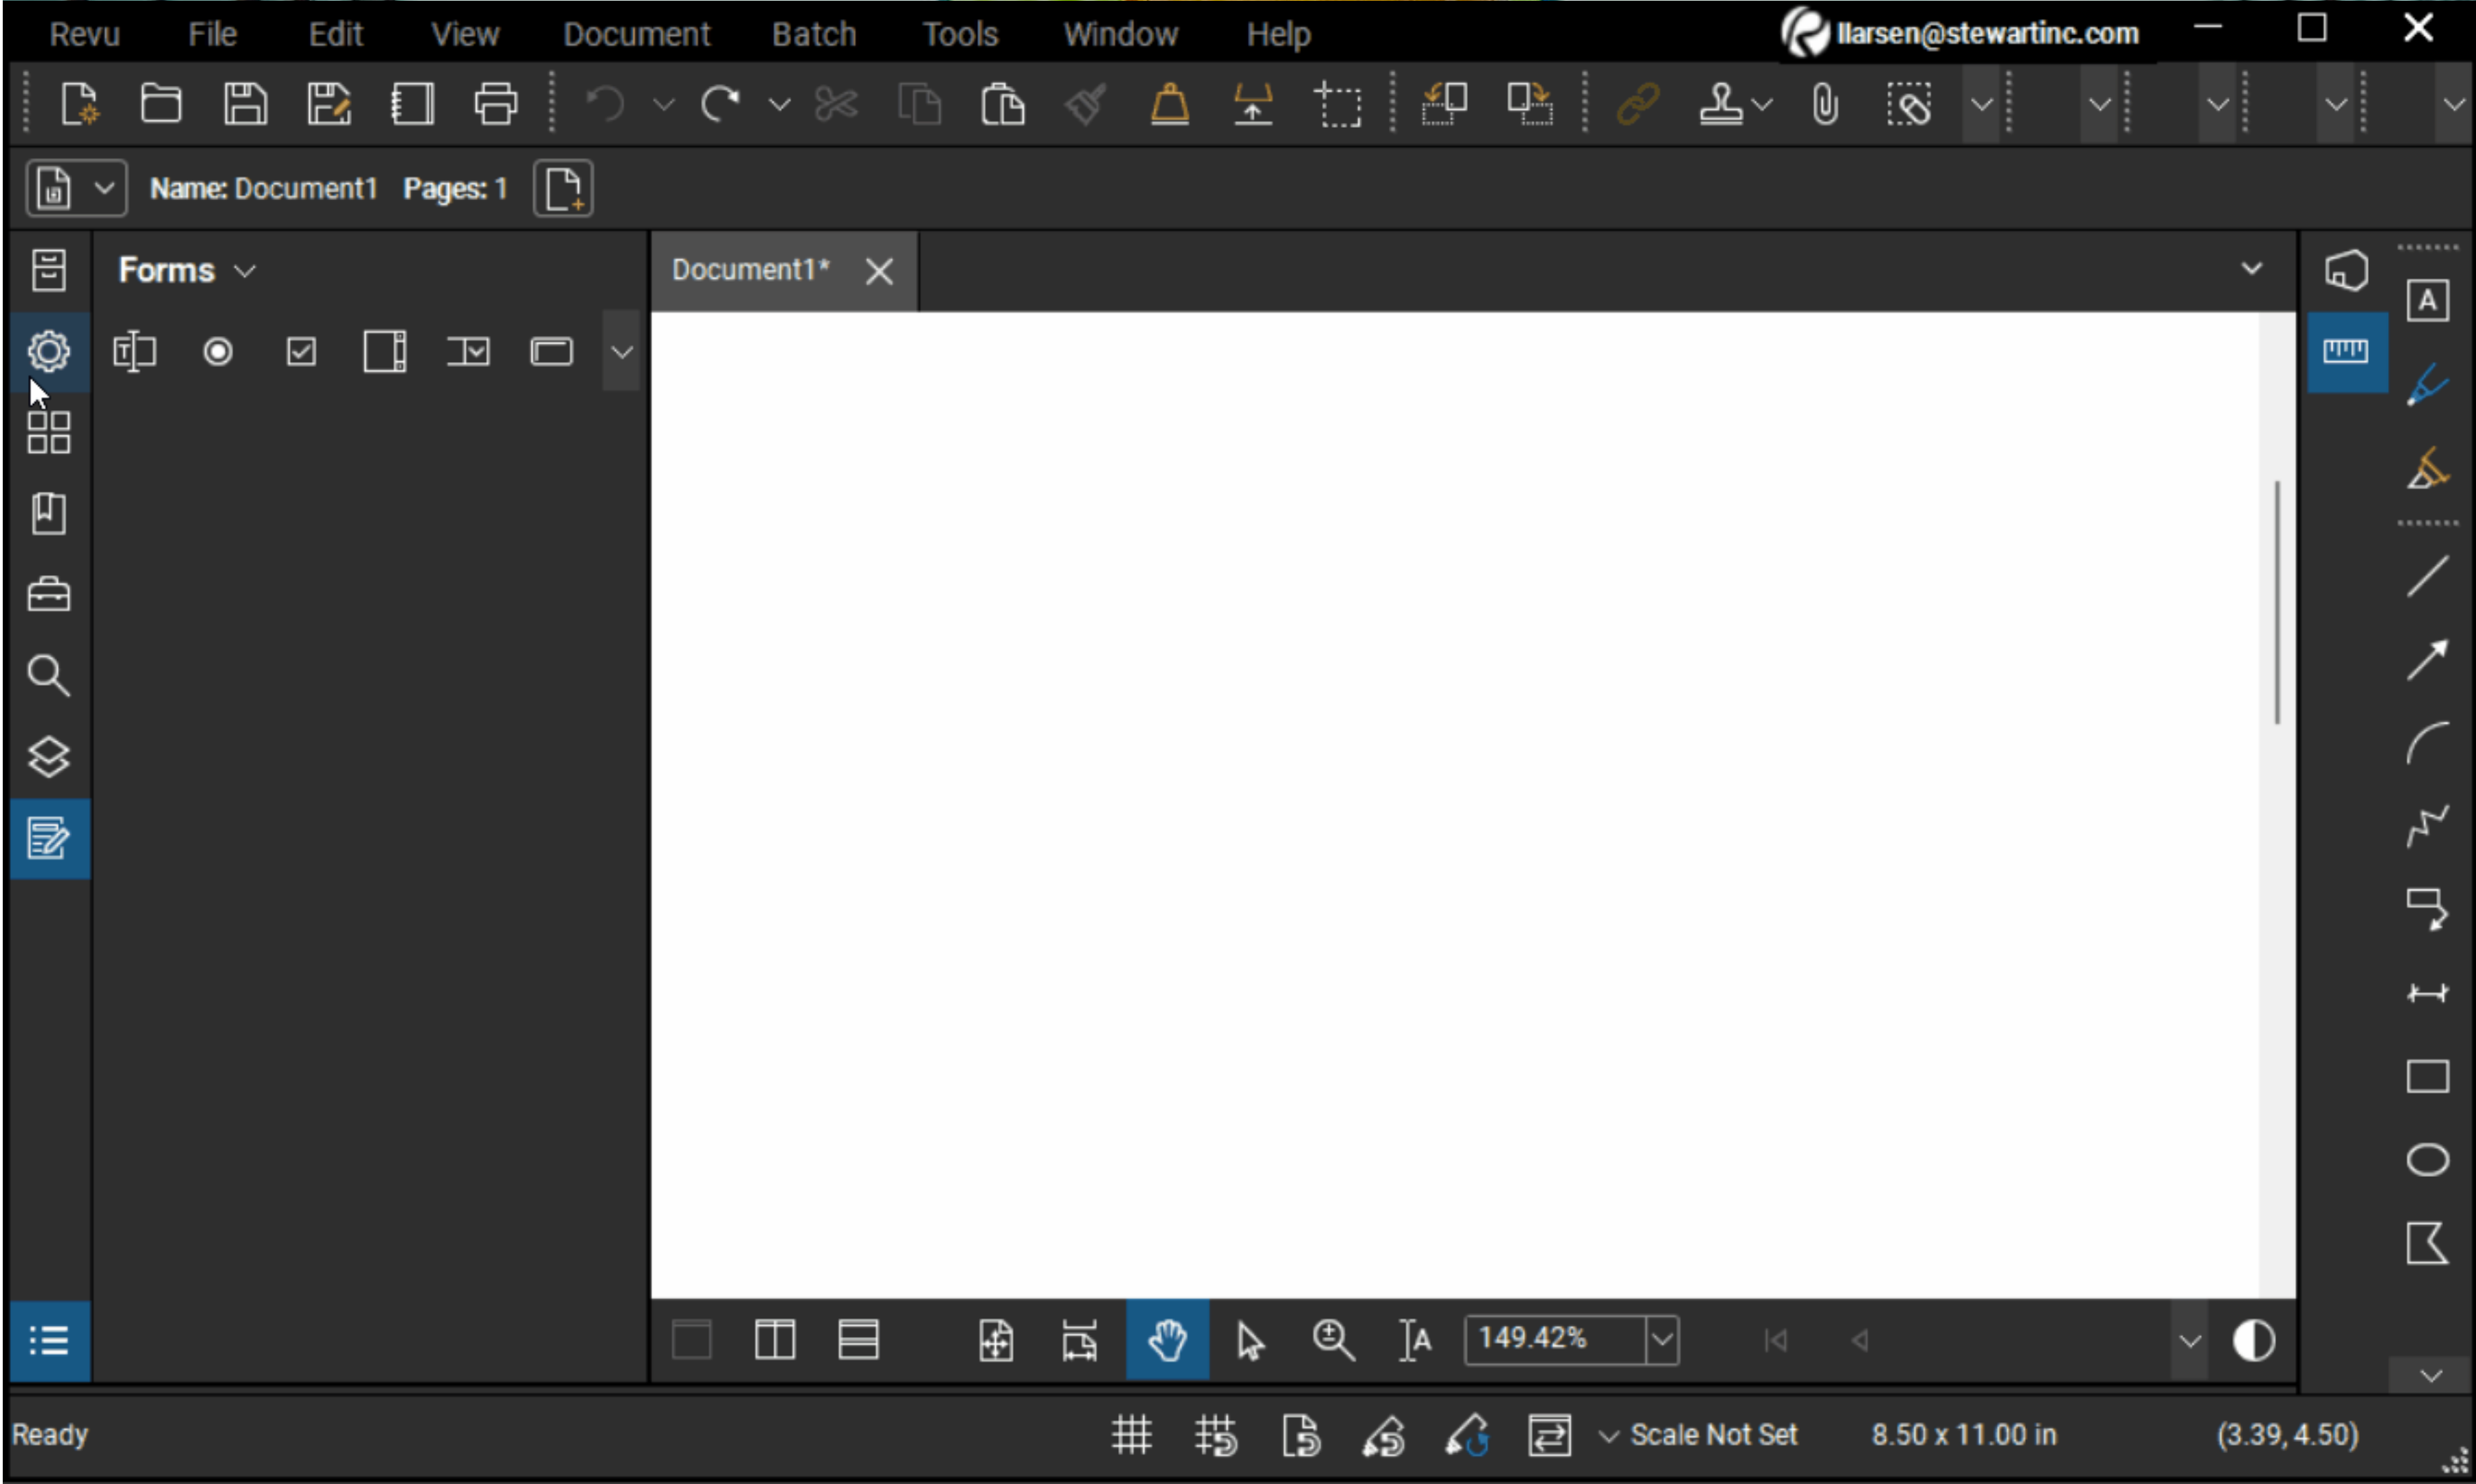 Revu File Edit View Document Batch Tools Window Help llarsen@stewartinc.com
Name: Document1 Pages: 1
Forms
Document1*
149.42%
Ready Scale Not Set 8.50 x 11.00 in (3.39, 4.50)